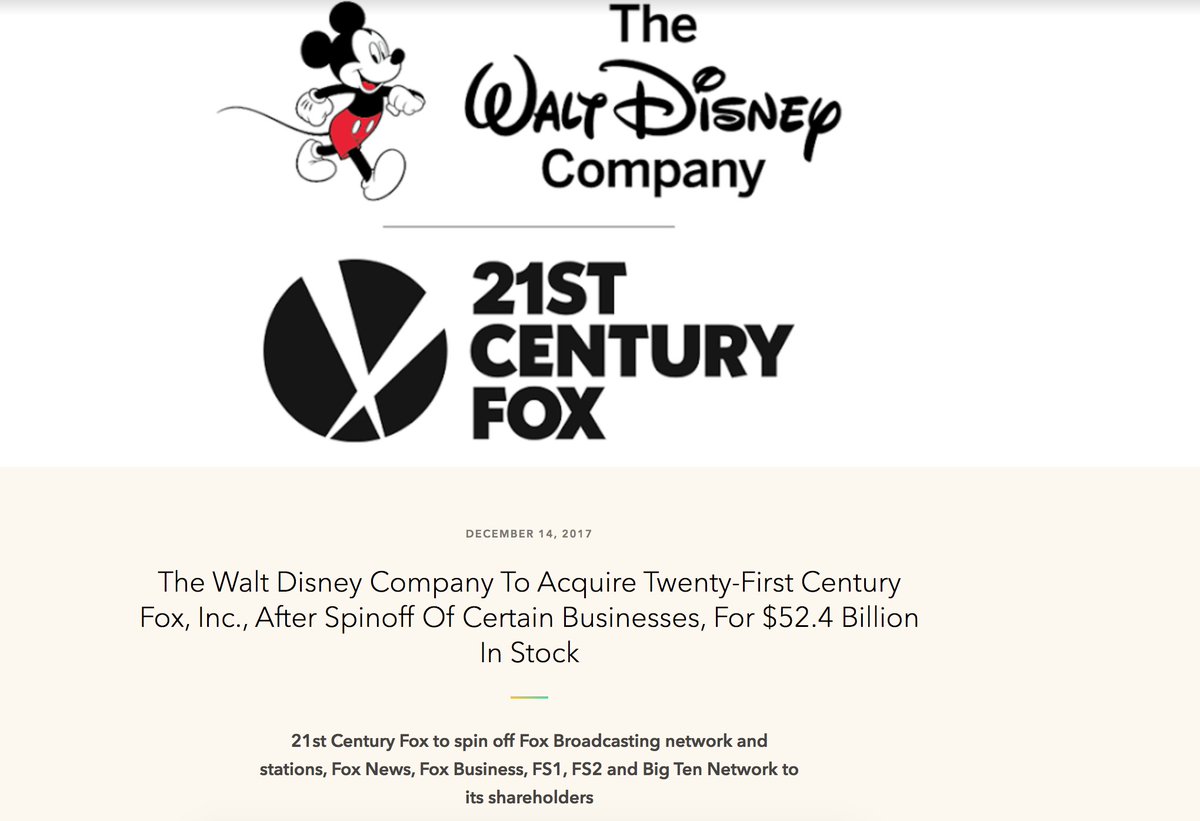 The
WALT DISNEY
Company
21ST
CENTURY
FOX
DECEMBER 14, 2017
The Walt Disney Company To Acquire Twenty-First Century
Fox, Inc., After Spinoff Of Certain Businesses, For $52.4 Billion
In Stock
21st Century Fox to spin off Fox Broadcasting network and
stations, Fox News, Fox Business, FS1, FS2 and Big Ten Network to
its shareholders